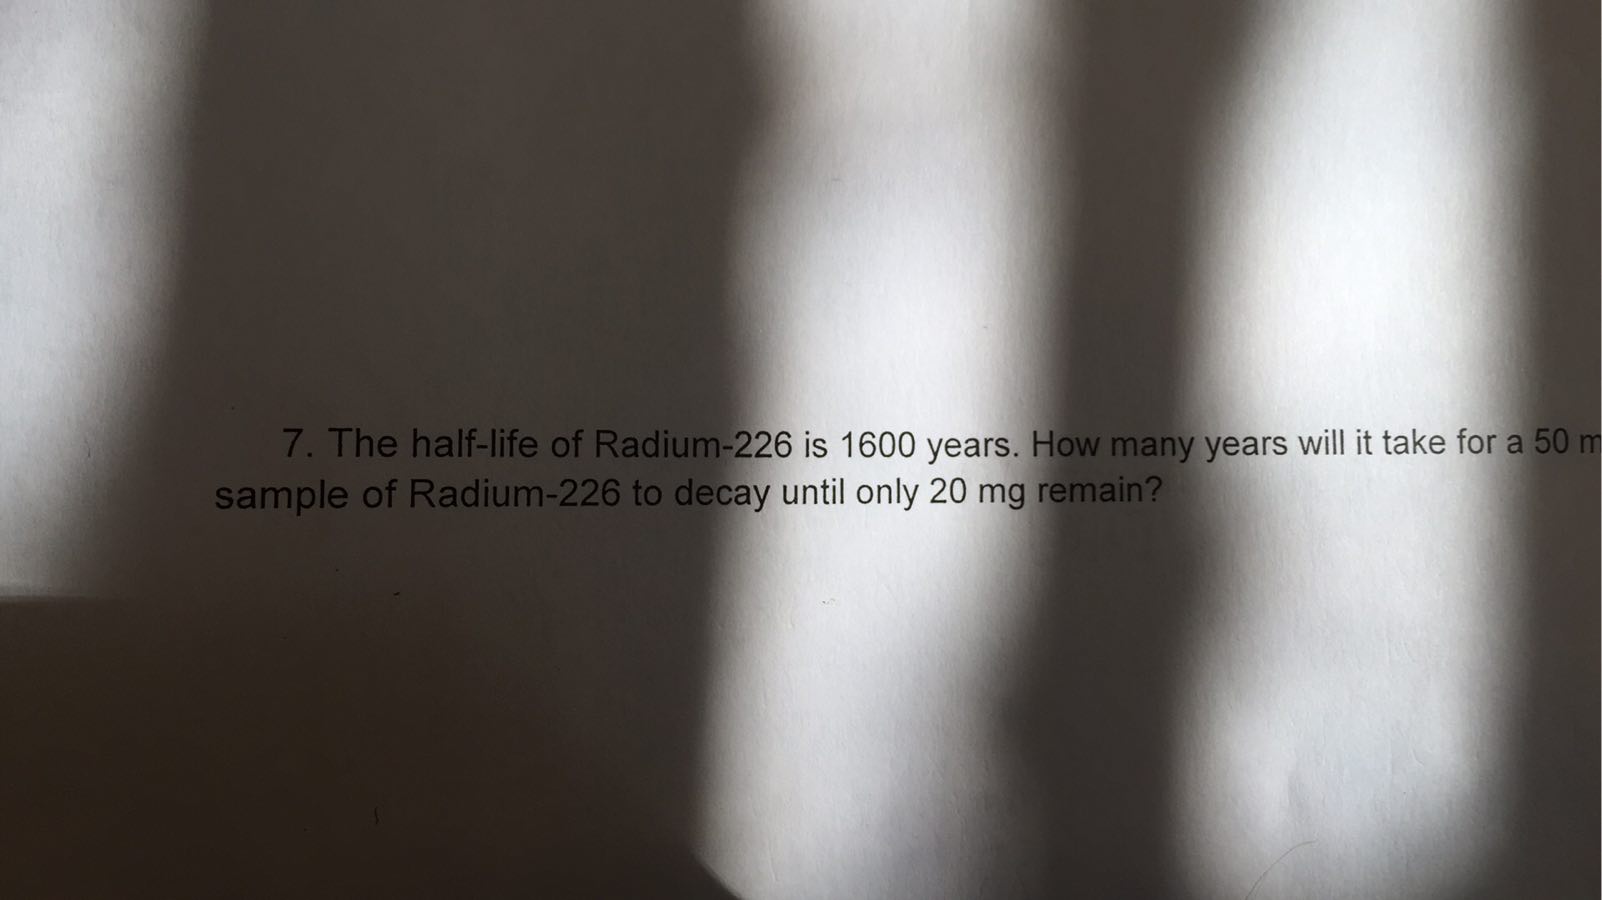 7. The half-life of Radium-226 is 1600 years. How many years will it take for a 50 m
sample of Radium-226 to decay until only 20 mg remain?